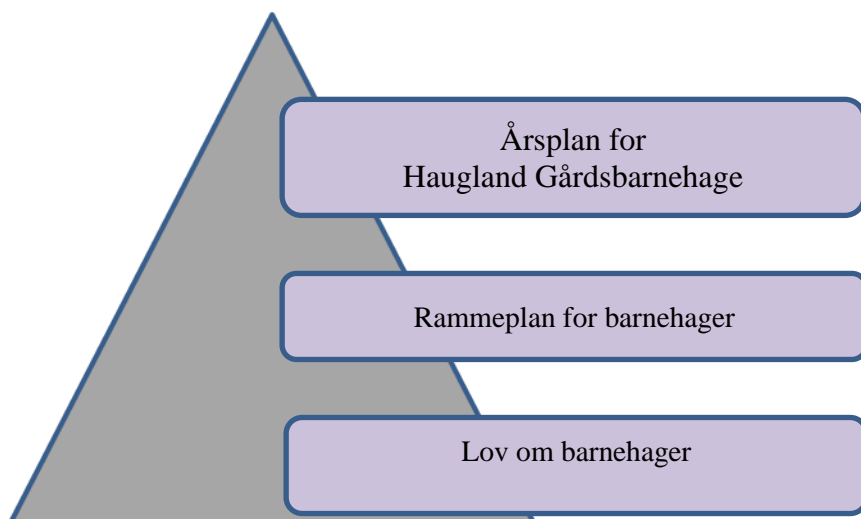 Årsplan for
Haugland Gårdsbarnehage
Rammeplan for barnehager
Lov om barnehager